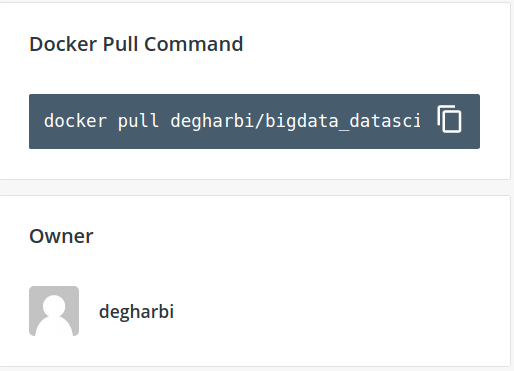 Docker Pull Command
docker pull degharbi/bigdata_datasci
Owner
degharbi